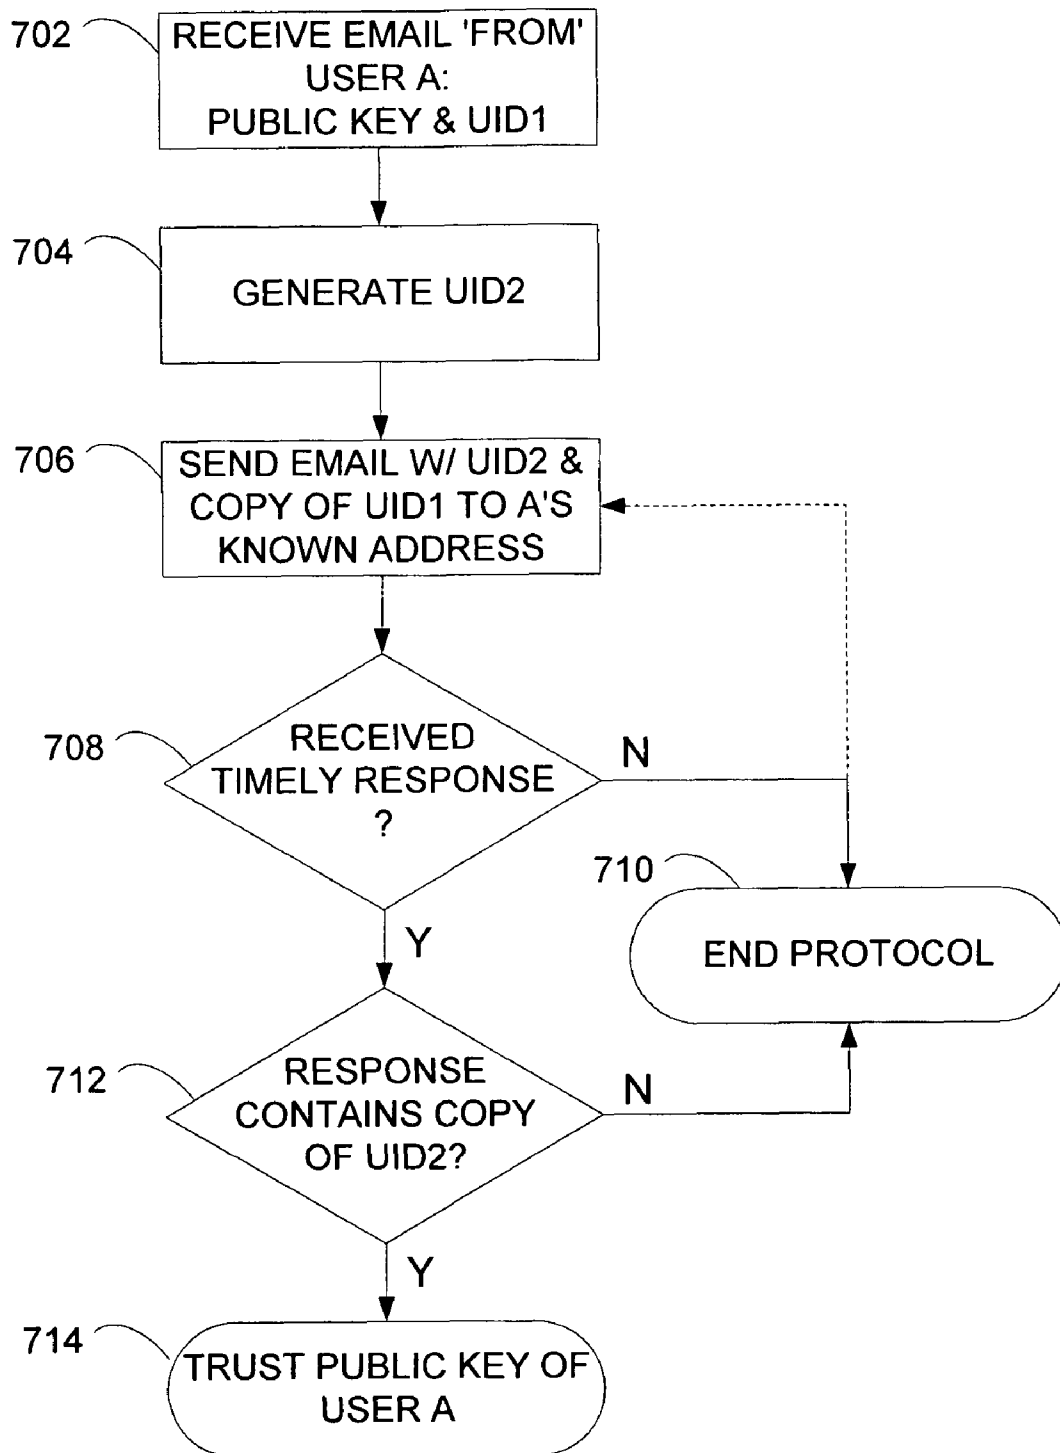 702
RECEIVE EMAIL 'FROM'
USER A:
PUBLIC KEY & UID1
704
GENERATE UID2
706
SEND EMAIL W/ UID2 &
COPY OF UID1 TO A'S
KNOWN ADDRESS
708
RECEIVED
TIMELY RESPONSE
?
N
710
END PROTOCOL
Y
712
RESPONSE
CONTAINS COPY
OF UID2?
N
Y
714
TRUST PUBLIC KEY OF
USER A